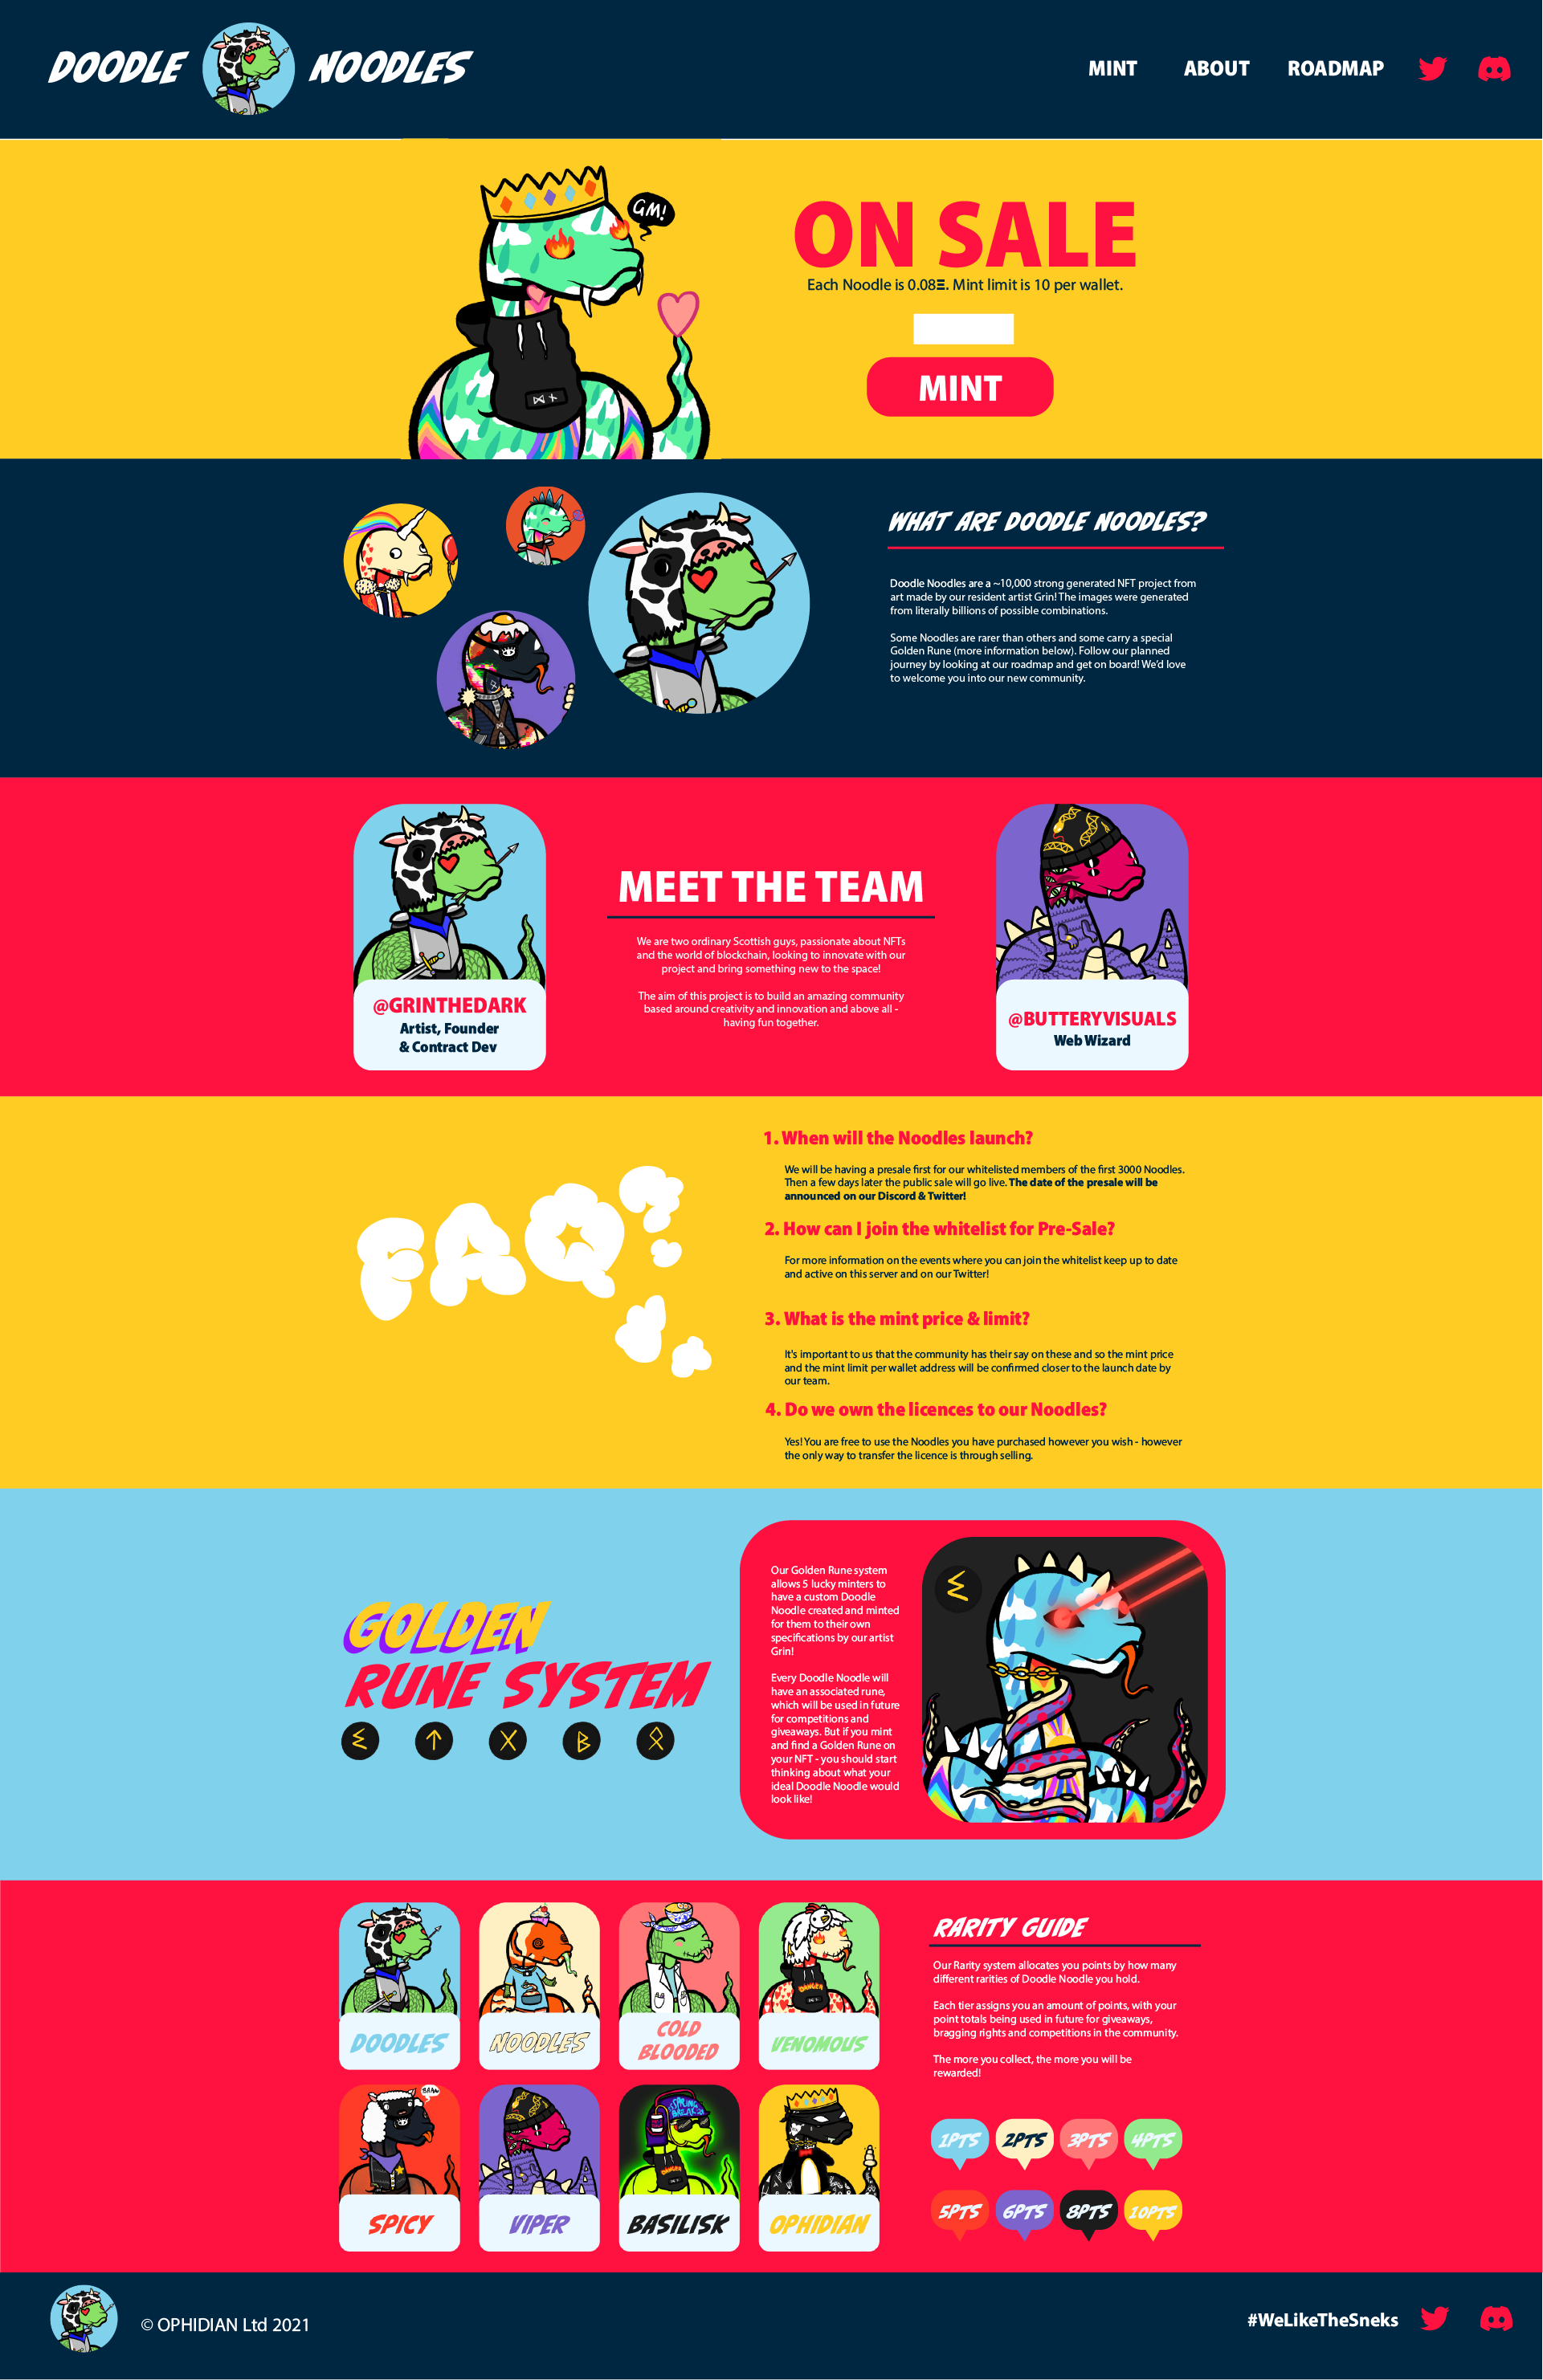 DOODLE NOODLES
MINT ABOUT ROADMAP
GM!
ON SALE
Each Noodle is 0.08Ξ. Mint limit is 10 per wallet.
MINT
WHAT ARE DOODLE NOODLES?
Doodle Noodles are a ~10,000 strong generated NFT project from
art made by our resident artist Grin! The images were generated
from literally billions of possible combinations.
Some Noodles are rarer than others and some carry a special
Golden Rune (more information below). Follow our planned
journey by looking at our roadmap and get on board! We'd love
to welcome you into our new community.
@GRINTHEDARK
Artist, Founder
& Contract Dev
MEET THE TEAM
We are two ordinary Scottish guys, passionate about NFTs
and the world of blockchain, looking to innovate with our
project and bring something new to the space!
The aim of this project is to build an amazing community
based around creativity and innovation and above all -
having fun together.
@BUTTERYVISUALS
Web Wizard
FAQ?
1. When will the Noodles launch?
We will be having a presale first for our whitelisted members of the first 3000 Noodles.
Then a few days later the public sale will go live. The date of the presale will be
announced on our Discord & Twitter!
2. How can I join the whitelist for Pre-Sale?
For more information on the events where you can join the whitelist keep up to date
and active on this server and on our Twitter!
3. What is the mint price & limit?
It's important to us that the community has their say on these and so the mint price
and the mint limit per wallet address will be confirmed closer to the launch date by
our team.
4. Do we own the licences to our Noodles?
Yes! You are free to use the Noodles you have purchased however you wish - however
the only way to transfer the licence is through selling.
GOLDEN
RUNE SYSTEM
Our Golden Rune system
allows 5 lucky minters to
have a custom Doodle
Noodle created and minted
for them to their own
specifications by our artist
Grin!
Every Doodle Noodle will
have an associated rune,
which will be used in future
for competitions and
giveaways. But if you mint
and find a Golden Rune on
your NFT - you should start
thinking about what your
ideal Doodle Noodle would
look like!
DANGER
DOODLES
NOODLES
COLD
BLOODED
VENOMOUS
BAAA
SPRING
BREAK
DANGER
SPICY
VIPER
BASILISK
OPHIDIAN
RARITY GUIDE
Our Rarity system allocates you points by how many
different rarities of Doodle Noodle you hold.
Each tier assigns you an amount of points, with your
point totals being used in future for giveaways,
bragging rights and competitions in the community.
The more you collect, the more you will be
rewarded!
1PTS 2PTS 3PTS 4PTS
5PTS 6PTS 8PTS 10PTS
© OPHIDIAN Ltd 2021
#WeLikeTheSneks